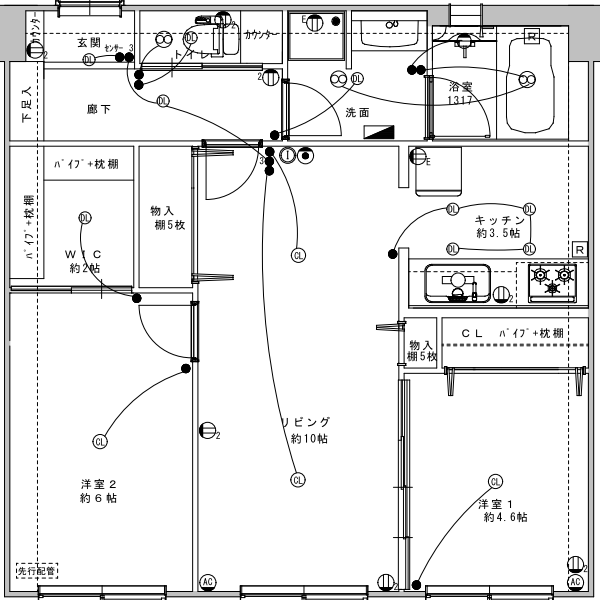 カウンター
玄関
センサー
3
DL
トイレ
DL
カウンター
E
R
2
2
浴室
1317
下足入
廊下
DL
洗面
DL
ﾊﾟｲﾌﾟ+枕棚
ﾊﾟｲﾌﾟ+枕棚
3
E
物入
棚5枚
DL
WIC
約2帖
DL
DL
キッチン
約3.5帖
DL
DL
R
CL
2
物入
棚5枚
CL ﾊﾟｲﾌﾟ+枕棚
リビング
約10帖
2
CL
CL
洋室2
約6帖
CL
洋室1
約4.6帖
先行配管
AC
2
2
AC